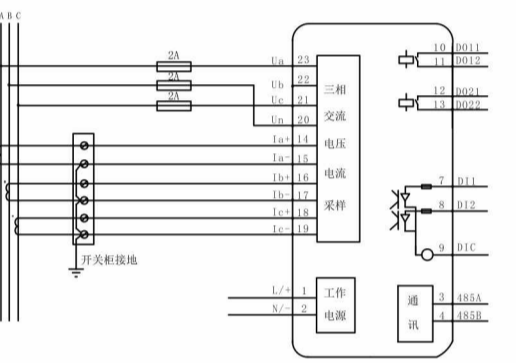 A B C
2A
2A
2A
Ua 23
Ub 22
Uc 21
Un 20
Ia+ 14
Ia- 15
Ib+ 16
Ib- 17
Ic+ 18
Ic- 19
三相
交流
电压
电流
采样
开关柜接地
L/+ 1
N/- 2
工作
电源
10 DO11
11 DO12
12 DO21
13 DO22
7 DI1
8 DI2
9 DIC
通
讯
3 485A
4 485B